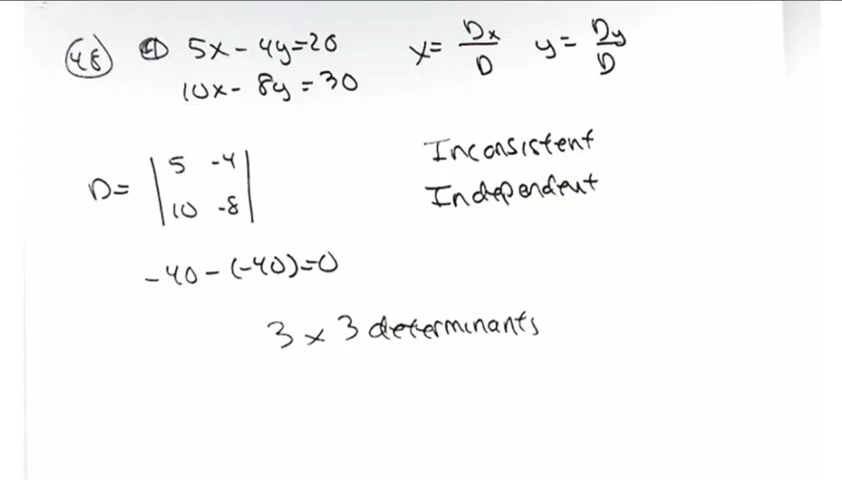 48 5x - 4y = 20 x = Dx/D y = Dy/D
10x - 8y = 30
Inconsistent
Independent
D = | 5 -4 |
| 10 -8 |
-40 - (-40) = 0
3 x 3 determinants